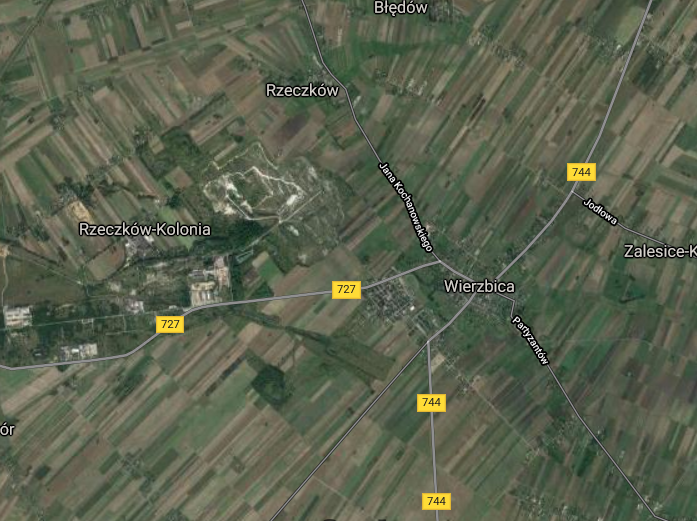 Błędów
Rzeczków
744
Jana Kochanowskiego
Jodłowa
Rzeczków-Kolonia
Zalesice-K
727
Wierzbica
727
Partyzantów
744
ór
744